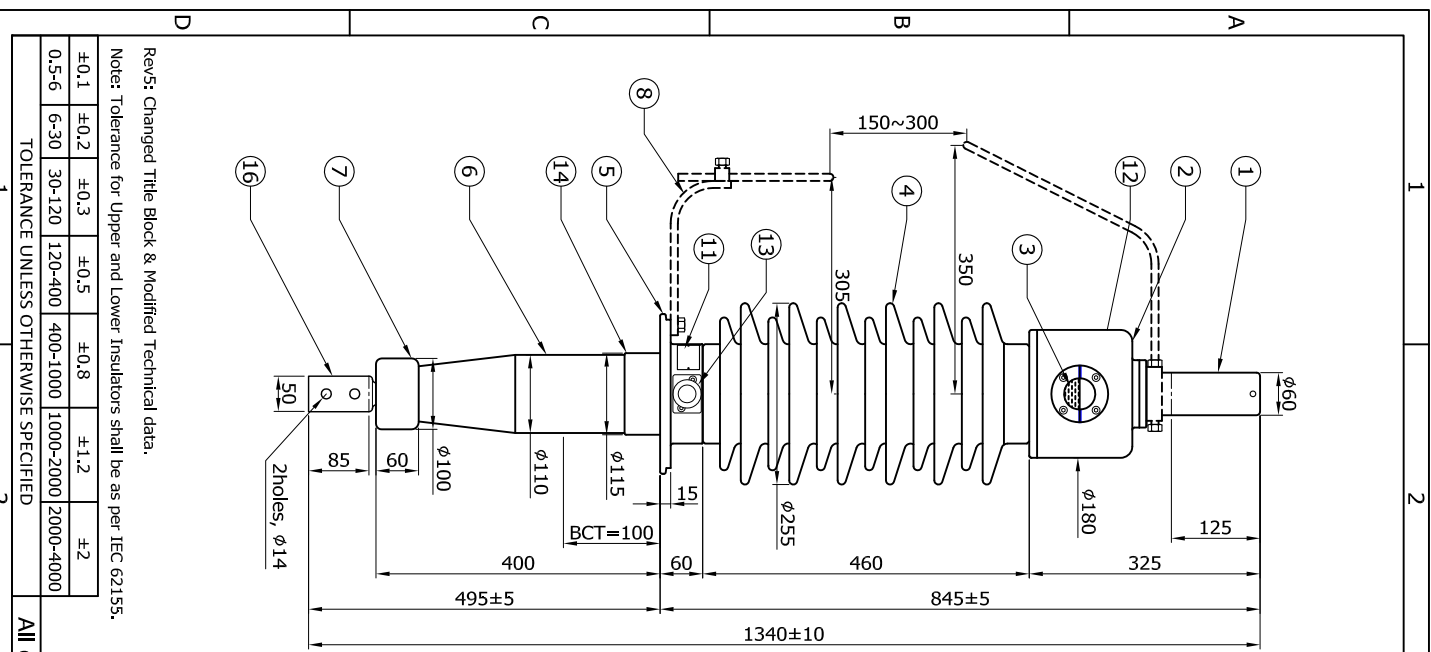 D
C
B
A
1
2
Rev5: Changed Title Block & Modified Technical data.
Note: Tolerance for Upper and Lower Insulators shall be as per IEC 62155.
±0.1 ±0.2 ±0.3 ±0.5 ±0.8 ±1.2 ±2
0.5-6 6-30 30-120 120-400 400-1000 1000-2000 2000-4000
TOLERANCE UNLESS OTHERWISE SPECIFIED
All
1
8
150~300
16
7
6
14
5
4
12
2
1
11
13
3
305
350
50
ϕ60
85
60
ϕ100
ϕ110
ϕ115
15
ϕ255
ϕ180
125
2holes, ϕ14
BCT=100
400
60
460
325
495±5
845±5
1340±10